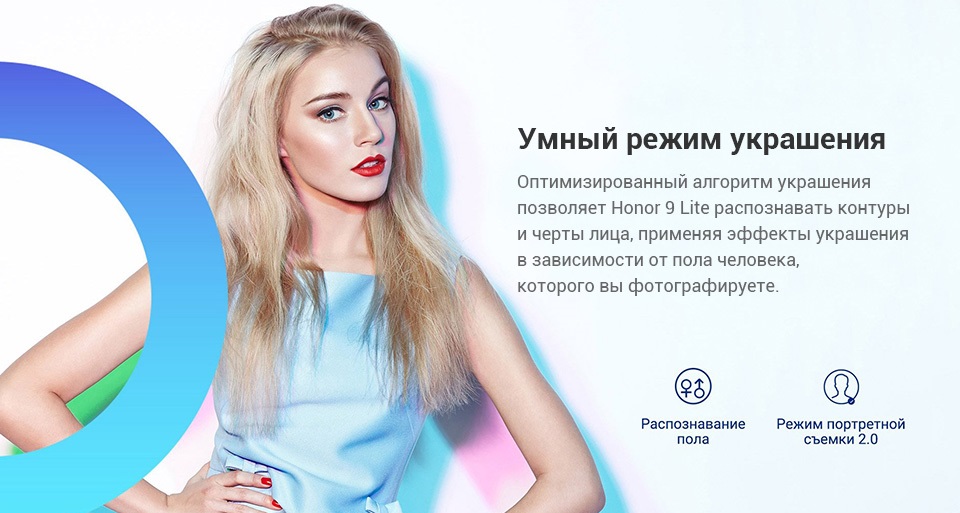 Умный режим украшения
Оптимизированный алгоритм украшения
позволяет Honor 9 Lite распознавать контуры
и черты лица, применяя эффекты украшения
в зависимости от пола человека,
которого вы фотографируете.
Распознавание
пола
Режим портретной
съемки 2.0